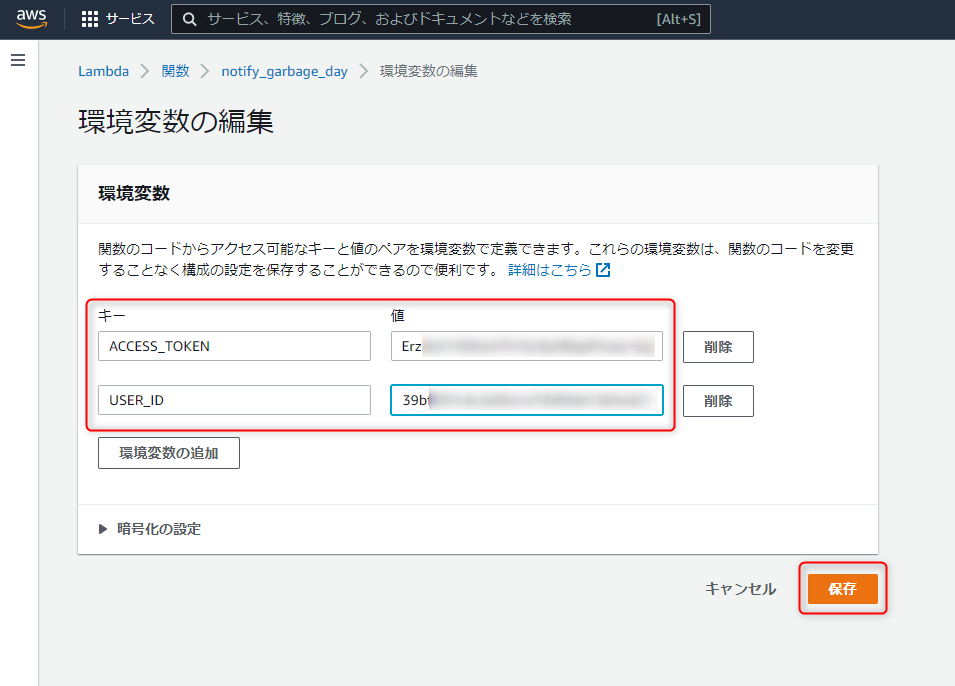 aws
サービス
サービス、特徴、ブログ、およびドキュメントなどを検索
[Alt+S]
Lambda > 関数 > notify_garbage_day > 環境変数の編集
環境変数の編集
環境変数
関数のコードからアクセス可能なキーと値のペアを環境変数で定義できます。これらの環境変数は、関数のコードを変更
することなく構成の設定を保存することができるので便利です。 詳細はこちら
キー
値
ACCESS_TOKEN
Erz
削除
USER_ID
39bf
削除
環境変数の追加
暗号化の設定
キャンセル
保存